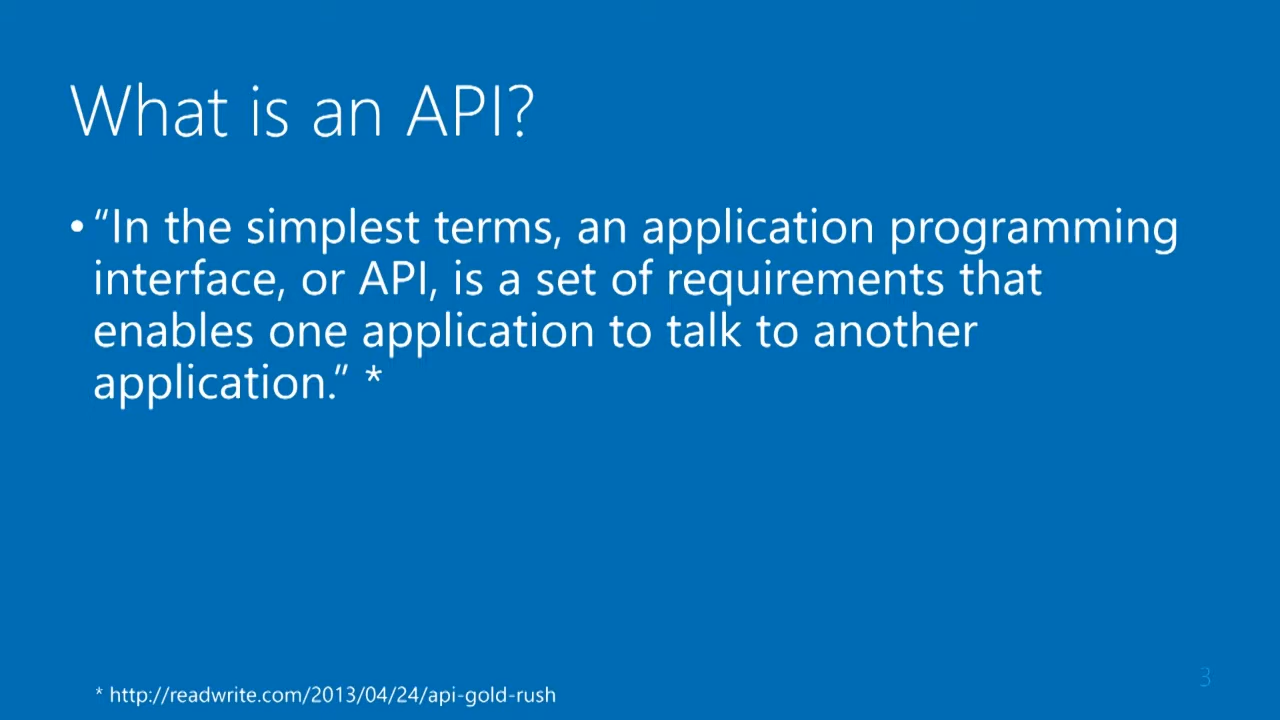 What is an API?
• “In the simplest terms, an application programming
interface, or API, is a set of requirements that
enables one application to talk to another
application.” *
* http://readwrite.com/2013/04/24/api-gold-rush
3